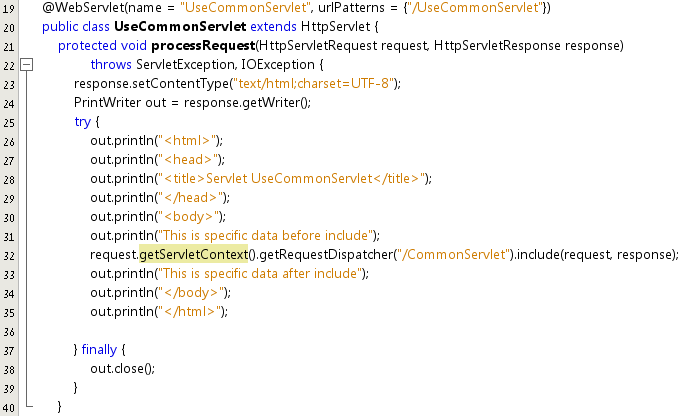 19 @WebServlet(name = "UseCommonServlet", urlPatterns = {"/UseCommonServlet"})
20 public class UseCommonServlet extends HttpServlet {
21 protected void processRequest(HttpServletRequest request, HttpServletResponse response)
22 throws ServletException, IOException {
23 response.setContentType("text/html;charset=UTF-8");
24 PrintWriter out = response.getWriter();
25 try {
26 out.println("<html>");
27 out.println("<head>");
28 out.println("<title>Servlet UseCommonServlet</title>");
29 out.println("</head>");
30 out.println("<body>");
31 out.println("This is specific data before include");
32 request.getServletContext().getRequestDispatcher("/CommonServlet").include(request, response);
33 out.println("This is specific data after include");
34 out.println("</body>");
35 out.println("</html>");
36
37 } finally {
38 out.close();
39 }
40 }